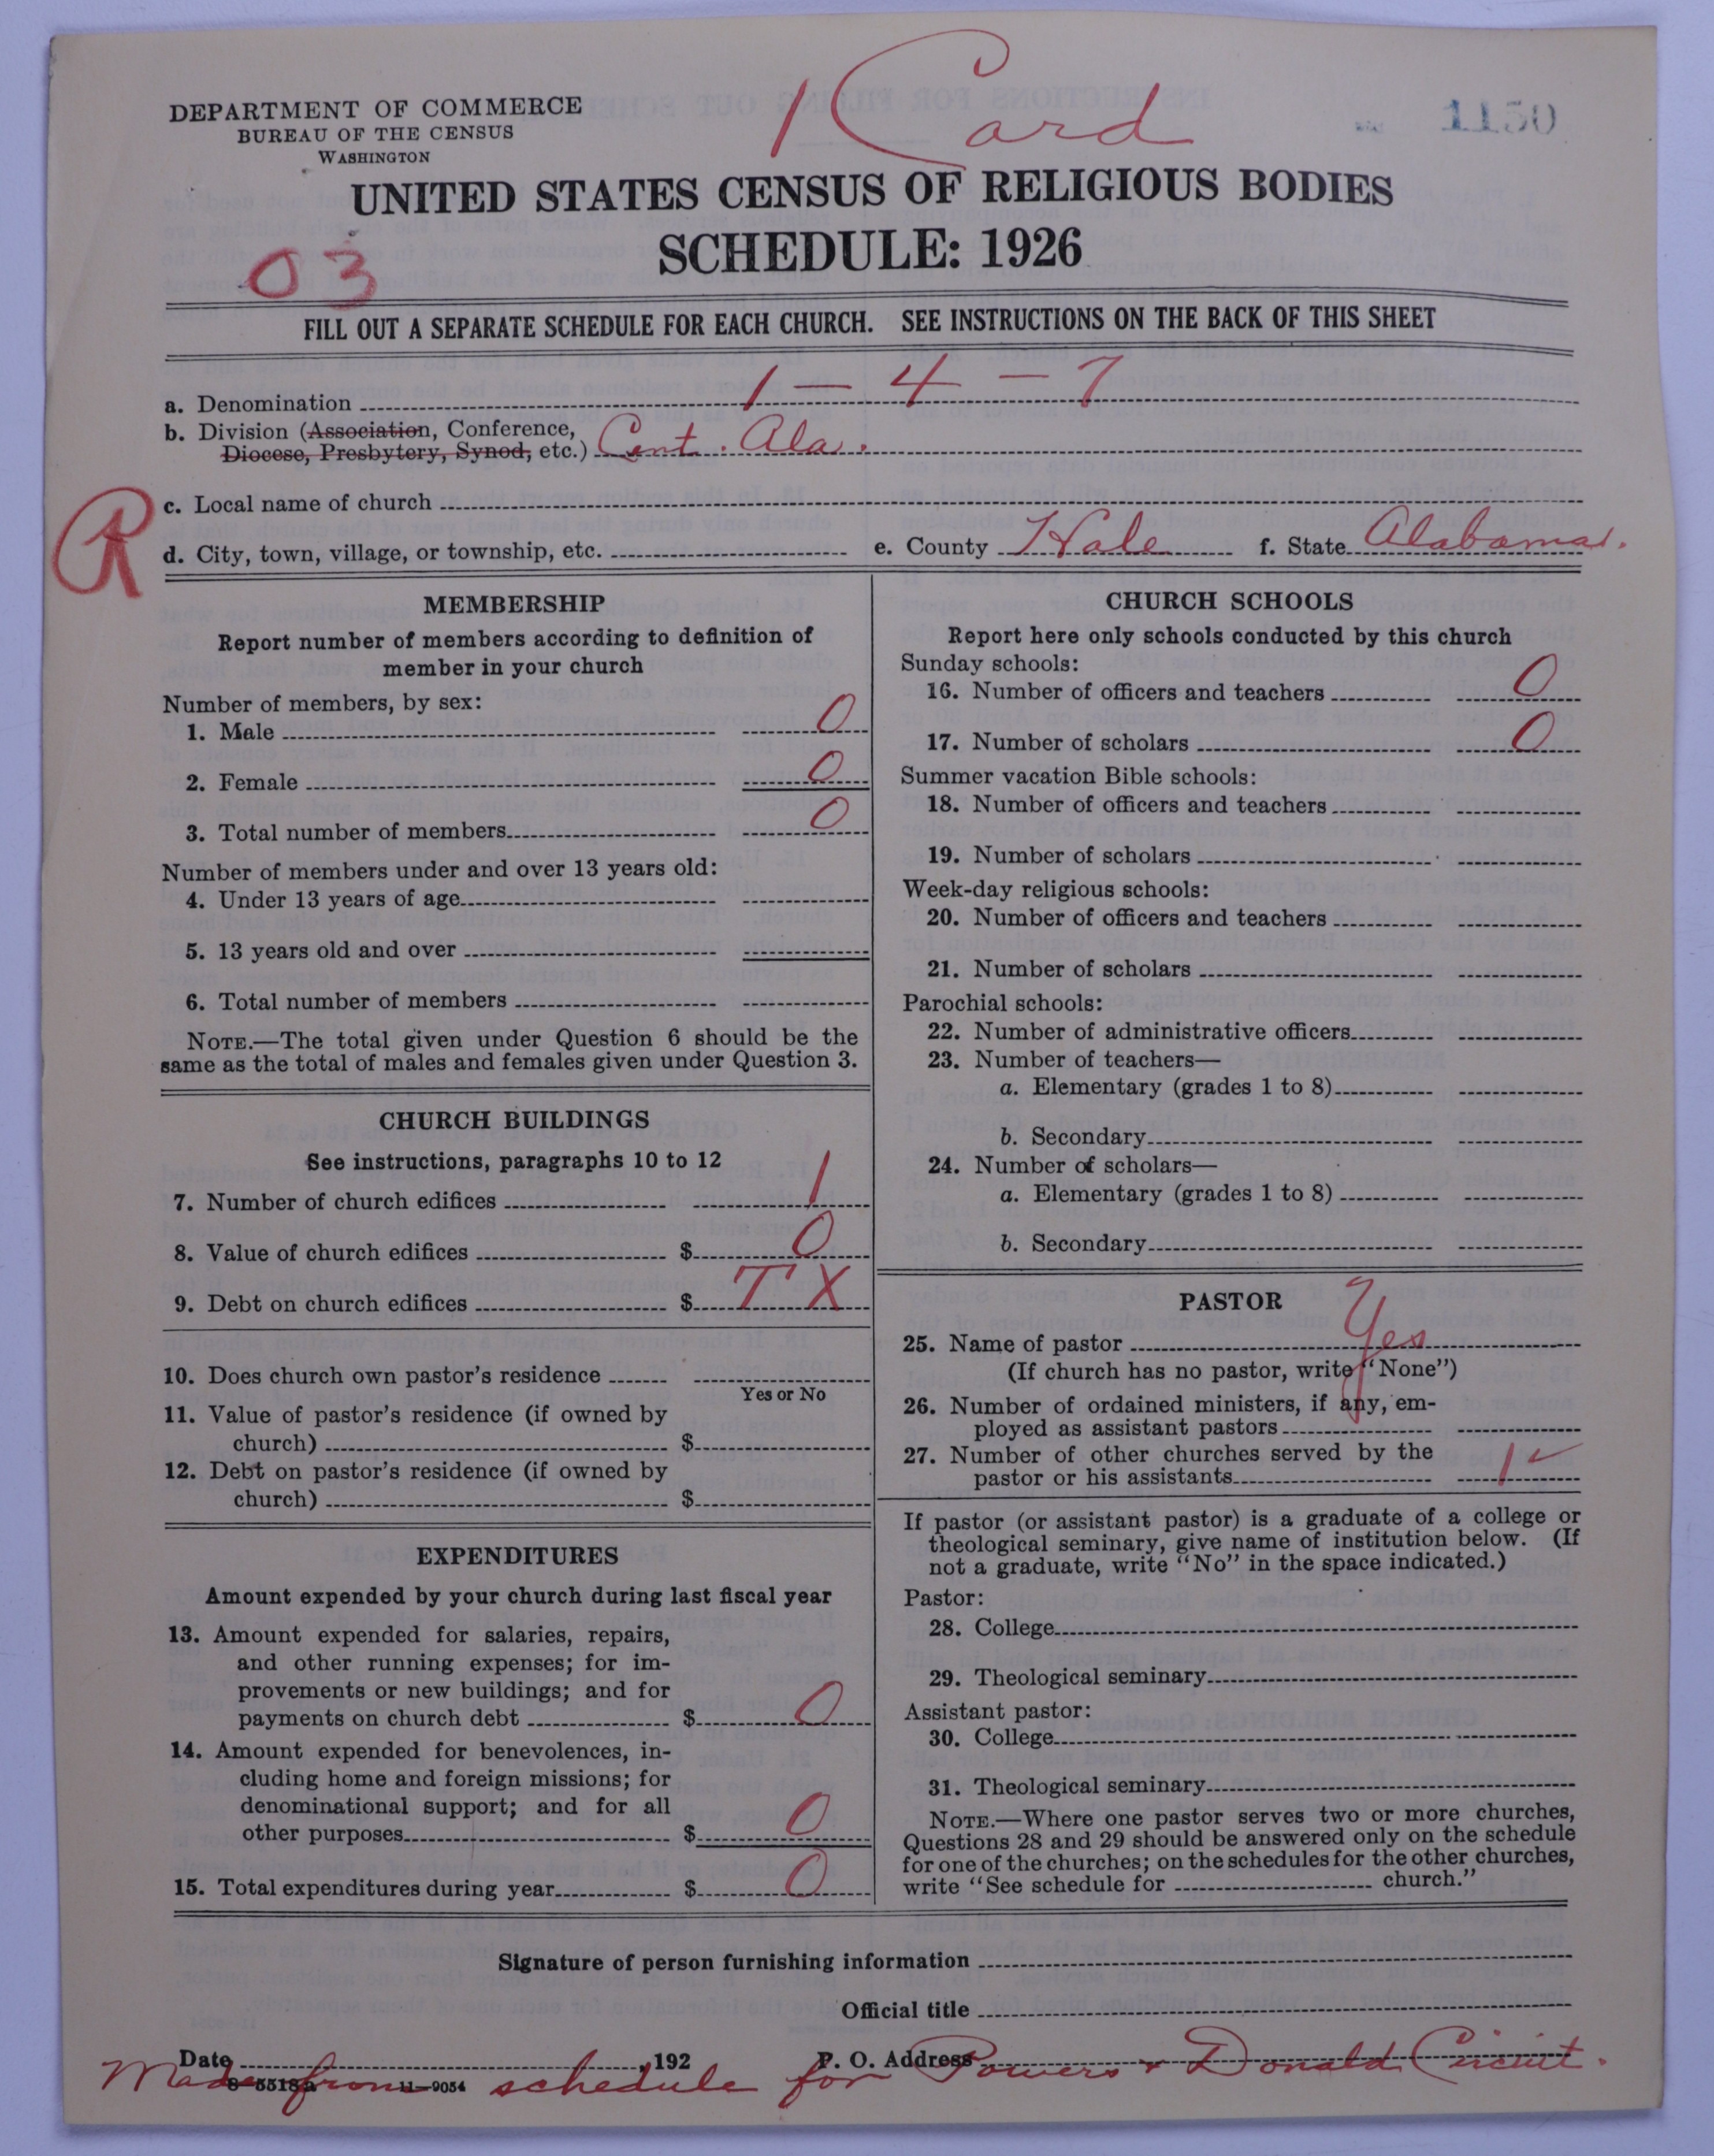 1 Card
DEPARTMENT OF COMMERCE
BUREAU OF THE CENSUS
WASHINGTON
1150
UNITED STATES CENSUS OF RELIGIOUS BODIES
SCHEDULE: 1926
03
FILL OUT A SEPARATE SCHEDULE FOR EACH CHURCH. SEE INSTRUCTIONS ON THE BACK OF THIS SHEET
a. Denomination 1 - 4 - 7
b. Division (Association, Conference,
Diocese, Presbytery, Synod, etc.) Cent. Ala.
R
c. Local name of church
d. City, town, village, or township, etc. e. County Hale f. State Alabama.
MEMBERSHIP
Report number of members according to definition of
member in your church
Number of members, by sex:
1. Male 0
2. Female 0
3. Total number of members 0
Number of members under and over 13 years old:
4. Under 13 years of age
5. 13 years old and over
6. Total number of members
NOTE.—The total given under Question 6 should be the
same as the total of males and females given under Question 3.
CHURCH BUILDINGS
See instructions, paragraphs 10 to 12
7. Number of church edifices 1
8. Value of church edifices $ 0
9. Debt on church edifices $ T X
10. Does church own pastor's residence
Yes or No
11. Value of pastor's residence (if owned by
church) $
12. Debt on pastor's residence (if owned by
church) $
EXPENDITURES
Amount expended by your church during last fiscal year
13. Amount expended for salaries, repairs,
and other running expenses; for im-
provements or new buildings; and for
payments on church debt $ 0
14. Amount expended for benevolences, in-
cluding home and foreign missions; for
denominational support; and for all
other purposes $ 0
15. Total expenditures during year $ 0
CHURCH SCHOOLS
Report here only schools conducted by this church
Sunday schools:
16. Number of officers and teachers 0
17. Number of scholars 0
Summer vacation Bible schools:
18. Number of officers and teachers
19. Number of scholars
Week-day religious schools:
20. Number of officers and teachers
21. Number of scholars
Parochial schools:
22. Number of administrative officers
23. Number of teachers—
a. Elementary (grades 1 to 8)
b. Secondary
24. Number of scholars—
a. Elementary (grades 1 to 8)
b. Secondary
PASTOR
25. Name of pastor Yes
(If church has no pastor, write "None")
26. Number of ordained ministers, if any, em-
ployed as assistant pastors
27. Number of other churches served by the
pastor or his assistants 1 ✓
If pastor (or assistant pastor) is a graduate of a college or
theological seminary, give name of institution below. (If
not a graduate, write "No" in the space indicated.)
Pastor:
28. College
29. Theological seminary
Assistant pastor:
30. College
31. Theological seminary
NOTE.—Where one pastor serves two or more churches,
Questions 28 and 29 should be answered only on the schedule
for one of the churches; on the schedules for the other churches,
write "See schedule for church."
Signature of person furnishing information
Official title
Date , 192 P. O. Address
8-5518a 11-9054
Made from schedule for Powers & Donald Circuit.